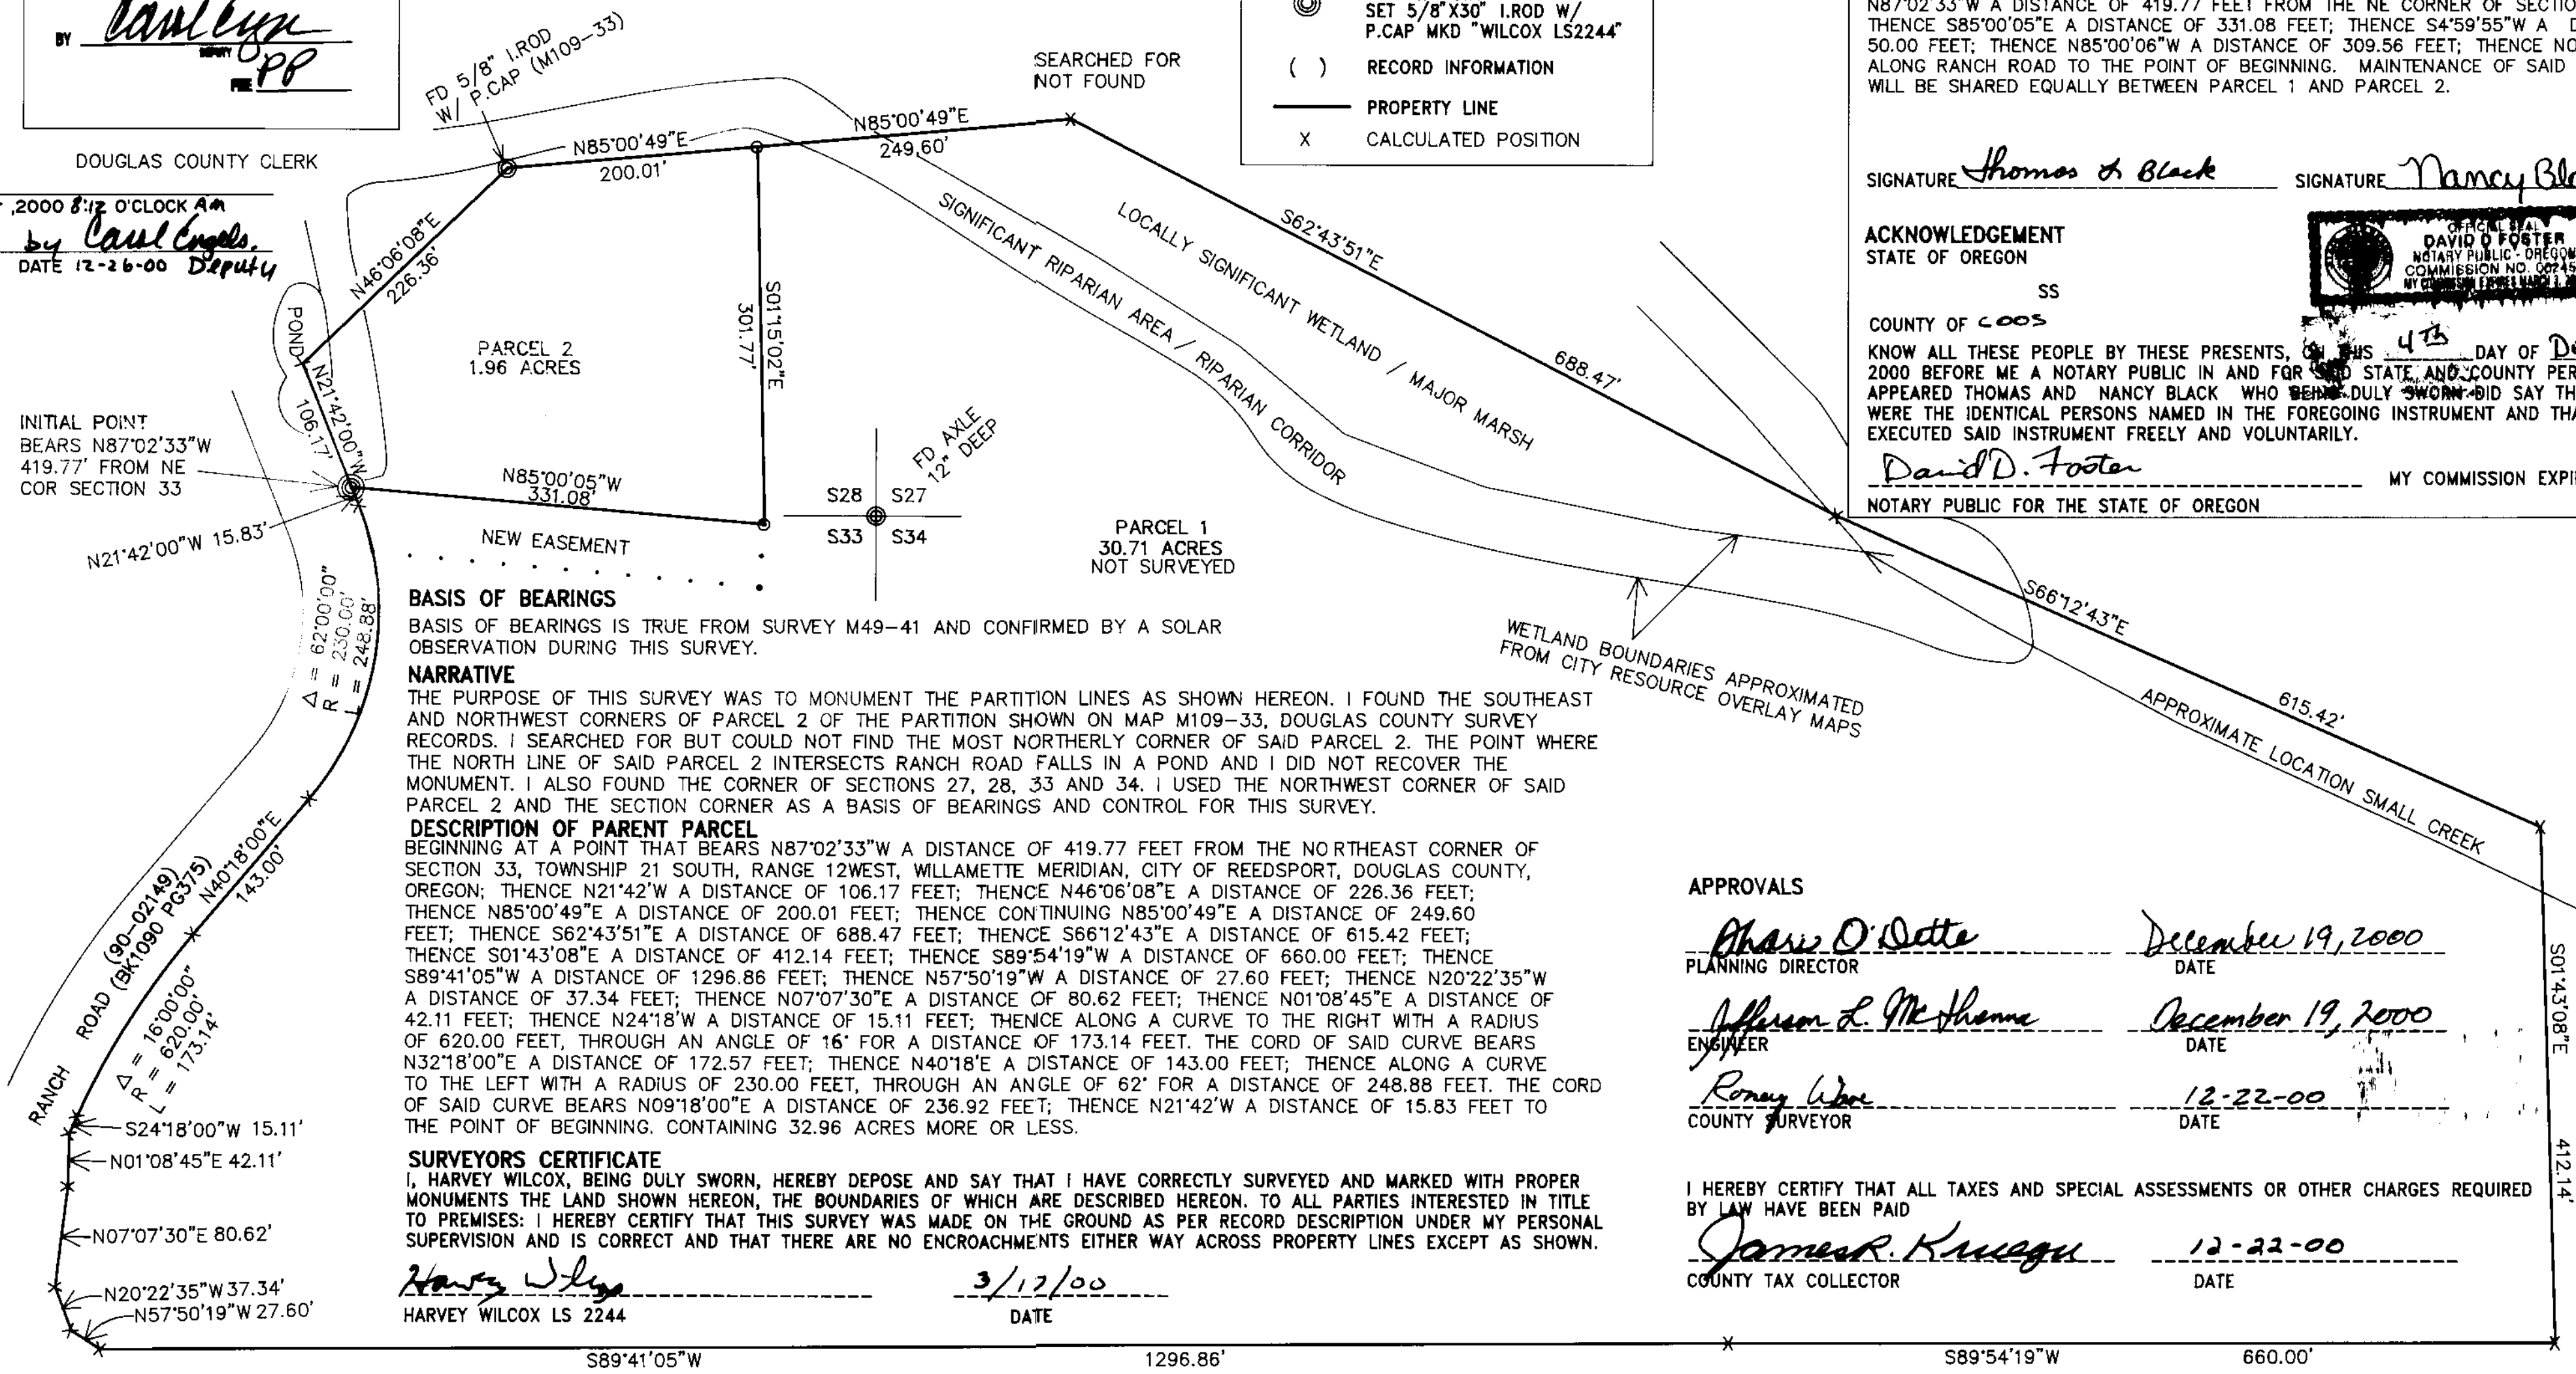 BY
DEPUTY
FEE PP
DOUGLAS COUNTY CLERK
,2000 8:12 O'CLOCK AM
by Carol Engels.
DATE 12-26-00 Deputy
FD 5/8" I.ROD
W/ P.CAP (M109-33)
SEARCHED FOR
NOT FOUND
SET 5/8"X30" I.ROD W/
P.CAP MKD "WILCOX LS2244"
( ) RECORD INFORMATION
PROPERTY LINE
X CALCULATED POSITION
N87°02'33"W A DISTANCE OF 419.77 FEET FROM THE NE CORNER OF SECTIO
THENCE S85°00'05"E A DISTANCE OF 331.08 FEET; THENCE S4°59'55"W A
50.00 FEET; THENCE N85°00'06"W A DISTANCE OF 309.56 FEET; THENCE NO
ALONG RANCH ROAD TO THE POINT OF BEGINNING. MAINTENANCE OF SAID
WILL BE SHARED EQUALLY BETWEEN PARCEL 1 AND PARCEL 2.
SIGNATURE Thomas L Black SIGNATURE Nancy Bla
ACKNOWLEDGEMENT
STATE OF OREGON
SS
COUNTY OF COOS
OFFICIAL SEAL
DAVID D FOSTER
NOTARY PUBLIC - OREGON
COMMISSION NO. 00245
KNOW ALL THESE PEOPLE BY THESE PRESENTS, ON THIS 4Th DAY OF De
2000 BEFORE ME A NOTARY PUBLIC IN AND FOR SAID STATE AND COUNTY PER
APPEARED THOMAS AND NANCY BLACK WHO BEING DULY SWORN DID SAY TH
WERE THE IDENTICAL PERSONS NAMED IN THE FOREGOING INSTRUMENT AND THA
EXECUTED SAID INSTRUMENT FREELY AND VOLUNTARILY.
David D. Foster MY COMMISSION EXPI
NOTARY PUBLIC FOR THE STATE OF OREGON
N85°00'49"E
200.01'
N85°00'49"E
249.60'
N46°06'08"E
226.36'
POND
N21°42'00"W
106.17'
PARCEL 2
1.96 ACRES
S01°15'02"E
301.77'
SIGNIFICANT RIPARIAN AREA / RIPARIAN CORRIDOR
LOCALLY SIGNIFICANT WETLAND / MAJOR MARSH
S62°43'51"E
688.47'
INITIAL POINT
BEARS N87°02'33"W
419.77' FROM NE
COR SECTION 33
N85°00'05"W
331.08'
NEW EASEMENT
N21°42'00"W 15.83'
FD AXLE
12" DEEP
S28 S27
S33 S34
PARCEL 1
30.71 ACRES
NOT SURVEYED
WETLAND BOUNDARIES APPROXIMATED
FROM CITY RESOURCE OVERLAY MAPS
S66°12'43"E
615.42'
APPROXIMATE LOCATION SMALL CREEK
Δ = 62°00'00"
R = 230.00'
L = 248.88'
BASIS OF BEARINGS
BASIS OF BEARINGS IS TRUE FROM SURVEY M49-41 AND CONFIRMED BY A SOLAR
OBSERVATION DURING THIS SURVEY.
NARRATIVE
THE PURPOSE OF THIS SURVEY WAS TO MONUMENT THE PARTITION LINES AS SHOWN HEREON. I FOUND THE SOUTHEAST
AND NORTHWEST CORNERS OF PARCEL 2 OF THE PARTITION SHOWN ON MAP M109-33, DOUGLAS COUNTY SURVEY
RECORDS. I SEARCHED FOR BUT COULD NOT FIND THE MOST NORTHERLY CORNER OF SAID PARCEL 2. THE POINT WHERE
THE NORTH LINE OF SAID PARCEL 2 INTERSECTS RANCH ROAD FALLS IN A POND AND I DID NOT RECOVER THE
MONUMENT. I ALSO FOUND THE CORNER OF SECTIONS 27, 28, 33 AND 34. I USED THE NORTHWEST CORNER OF SAID
PARCEL 2 AND THE SECTION CORNER AS A BASIS OF BEARINGS AND CONTROL FOR THIS SURVEY.
DESCRIPTION OF PARENT PARCEL
BEGINNING AT A POINT THAT BEARS N87°02'33"W A DISTANCE OF 419.77 FEET FROM THE NORTHEAST CORNER OF
SECTION 33, TOWNSHIP 21 SOUTH, RANGE 12WEST, WILLAMETTE MERIDIAN, CITY OF REEDSPORT, DOUGLAS COUNTY,
OREGON; THENCE N21°42'W A DISTANCE OF 106.17 FEET; THENCE N46°06'08"E A DISTANCE OF 226.36 FEET;
THENCE N85°00'49"E A DISTANCE OF 200.01 FEET; THENCE CONTINUING N85°00'49"E A DISTANCE OF 249.60
FEET; THENCE S62°43'51"E A DISTANCE OF 688.47 FEET; THENCE S66°12'43"E A DISTANCE OF 615.42 FEET;
THENCE S01°43'08"E A DISTANCE OF 412.14 FEET; THENCE S89°54'19"W A DISTANCE OF 660.00 FEET; THENCE
S89°41'05"W A DISTANCE OF 1296.86 FEET; THENCE N57°50'19"W A DISTANCE OF 27.60 FEET; THENCE N20°22'35"W
A DISTANCE OF 37.34 FEET; THENCE N07°07'30"E A DISTANCE OF 80.62 FEET; THENCE N01°08'45"E A DISTANCE OF
42.11 FEET; THENCE N24°18'W A DISTANCE OF 15.11 FEET; THENCE ALONG A CURVE TO THE RIGHT WITH A RADIUS
OF 620.00 FEET, THROUGH AN ANGLE OF 16° FOR A DISTANCE OF 173.14 FEET. THE CORD OF SAID CURVE BEARS
N32°18'00"E A DISTANCE OF 172.57 FEET; THENCE N40°18'E A DISTANCE OF 143.00 FEET; THENCE ALONG A CURVE
TO THE LEFT WITH A RADIUS OF 230.00 FEET, THROUGH AN ANGLE OF 62° FOR A DISTANCE OF 248.88 FEET. THE CORD
OF SAID CURVE BEARS N09°18'00"E A DISTANCE OF 236.92 FEET; THENCE N21°42'W A DISTANCE OF 15.83 FEET TO
THE POINT OF BEGINNING. CONTAINING 32.96 ACRES MORE OR LESS.
SURVEYORS CERTIFICATE
I, HARVEY WILCOX, BEING DULY SWORN, HEREBY DEPOSE AND SAY THAT I HAVE CORRECTLY SURVEYED AND MARKED WITH PROPER
MONUMENTS THE LAND SHOWN HEREON, THE BOUNDARIES OF WHICH ARE DESCRIBED HEREON. TO ALL PARTIES INTERESTED IN TITLE
TO PREMISES: I HEREBY CERTIFY THAT THIS SURVEY WAS MADE ON THE GROUND AS PER RECORD DESCRIPTION UNDER MY PERSONAL
SUPERVISION AND IS CORRECT AND THAT THERE ARE NO ENCROACHMENTS EITHER WAY ACROSS PROPERTY LINES EXCEPT AS SHOWN.
3/12/00
HARVEY WILCOX LS 2244 DATE
N40°18'00"E
143.00'
(90-02149)
RANCH ROAD (BK1090 PG375)
Δ = 16°00'00"
R = 620.00'
L = 173.14'
S24°18'00"W 15.11'
N01°08'45"E 42.11'
N07°07'30"E 80.62'
N20°22'35"W 37.34'
N57°50'19"W 27.60'
S89°41'05"W 1296.86'
S89°54'19"W 660.00'
APPROVALS
December 19, 2000
PLANNING DIRECTOR DATE
December 19, 2000
ENGINEER DATE
12-22-00
COUNTY SURVEYOR DATE
I HEREBY CERTIFY THAT ALL TAXES AND SPECIAL ASSESSMENTS OR OTHER CHARGES REQUIRED
BY LAW HAVE BEEN PAID
12-22-00
COUNTY TAX COLLECTOR DATE
S01°43'08"E
412.14'